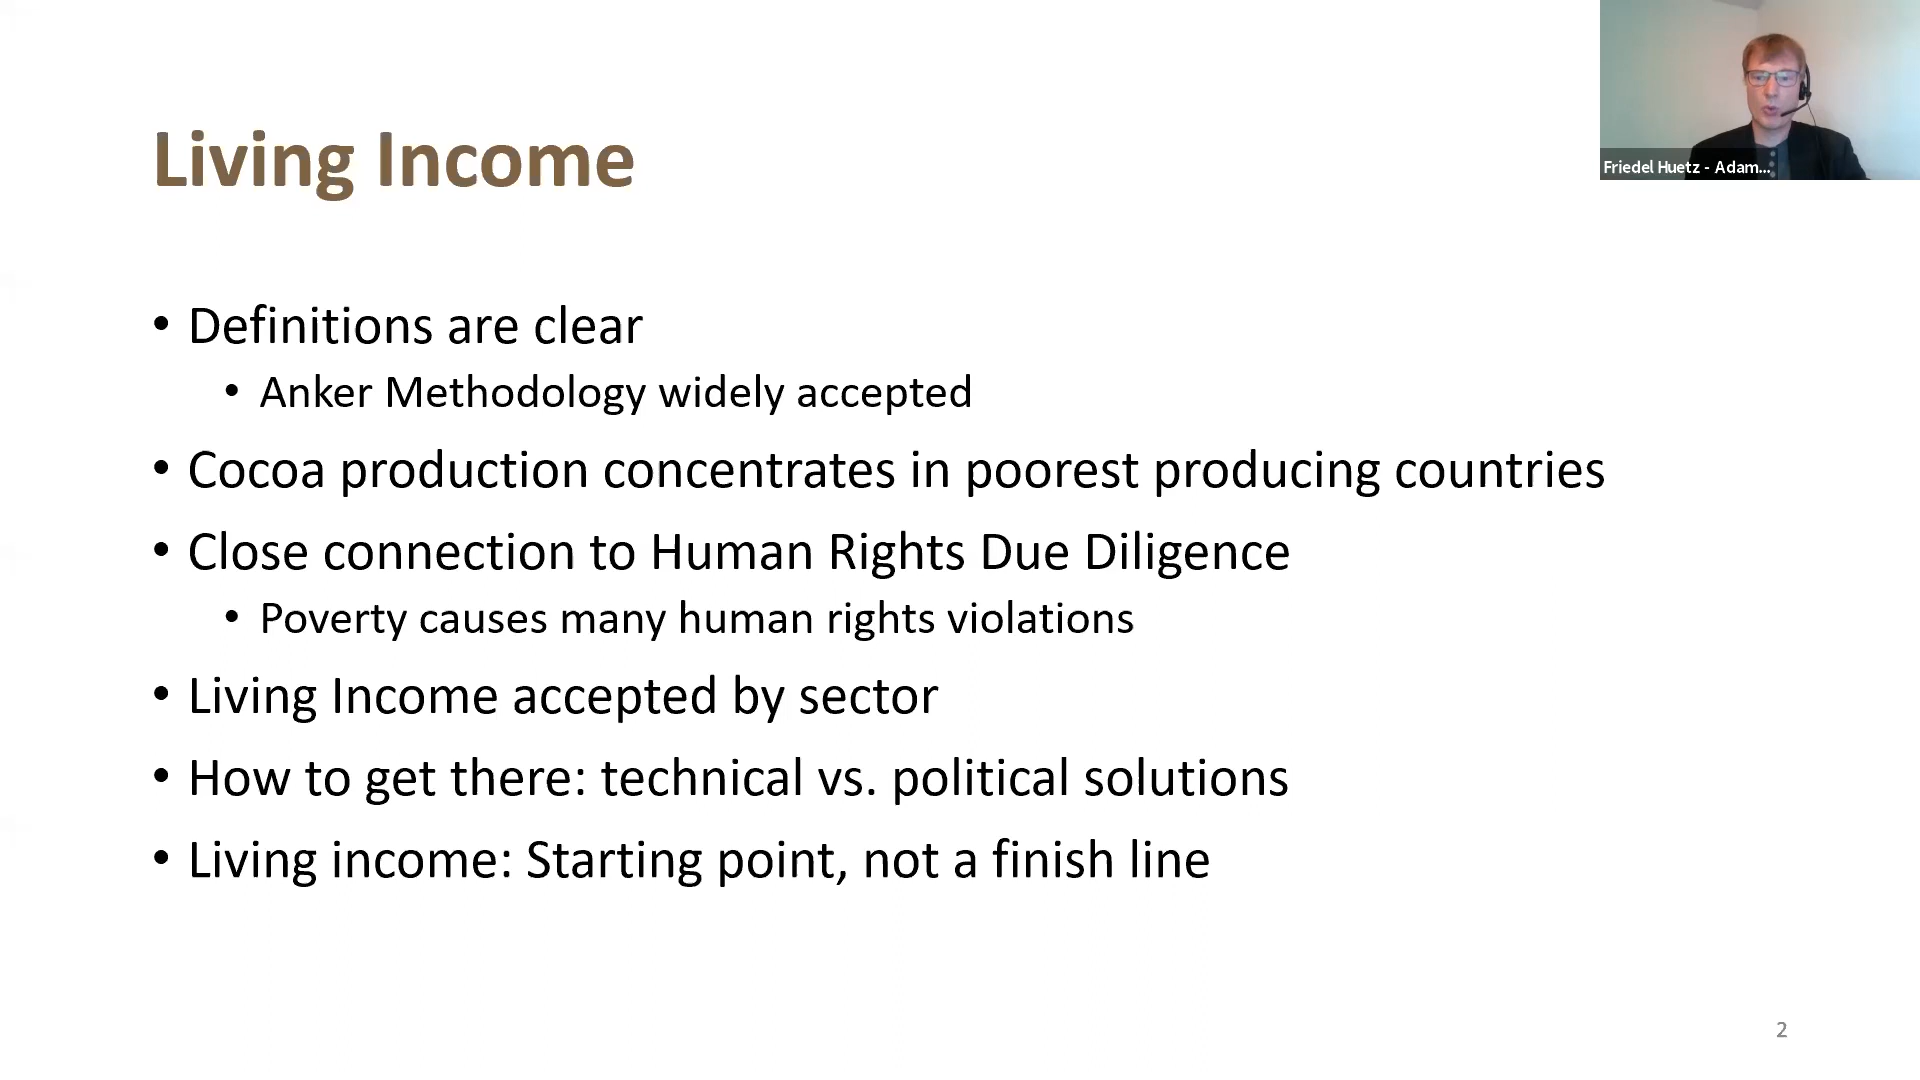 Friedel Huetz - Adam...
Living Income
• Definitions are clear
• Anker Methodology widely accepted
• Cocoa production concentrates in poorest producing countries
• Close connection to Human Rights Due Diligence
• Poverty causes many human rights violations
• Living Income accepted by sector
• How to get there: technical vs. political solutions
• Living income: Starting point, not a finish line
2